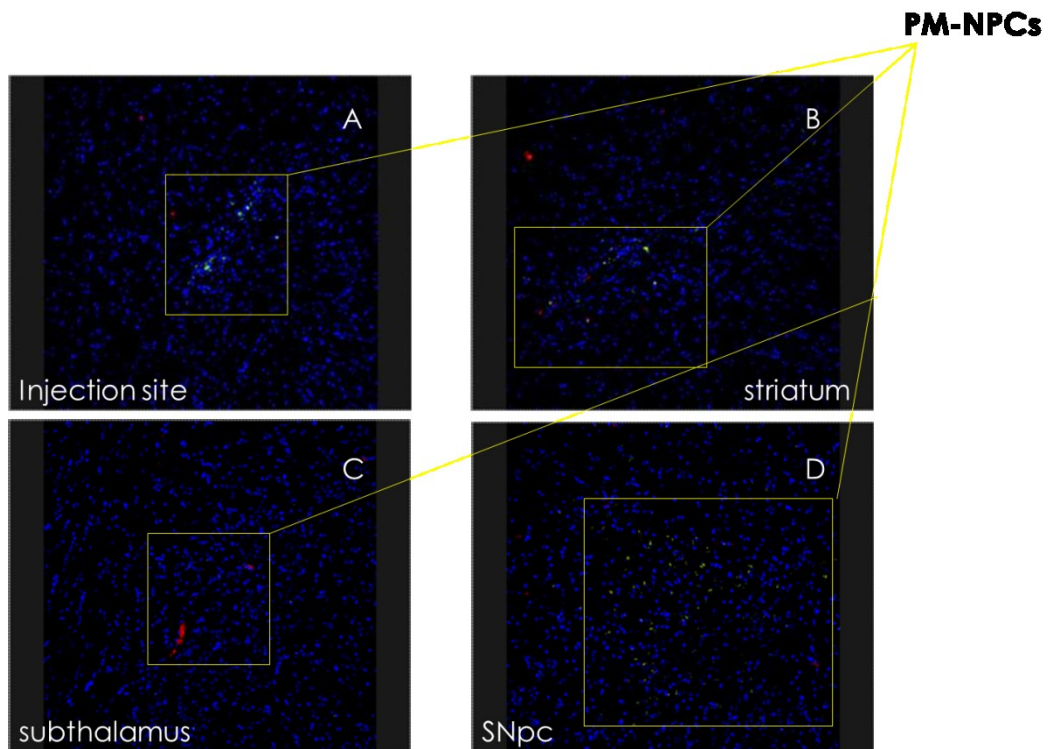 PM-NPCs
A
B
Injection site
striatum
C
D
subthalamus
SNpc